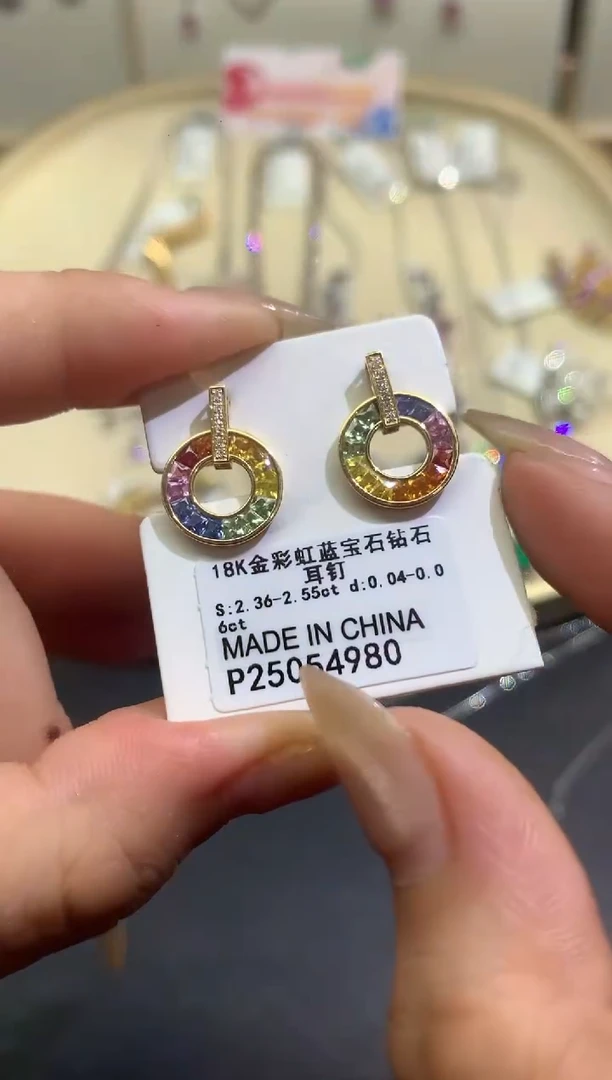 18K金彩虹蓝宝石钻石
耳钉
S:2.36-2.55ct d:0.04-0.0
6ct
MADE IN CHINA
P25054980